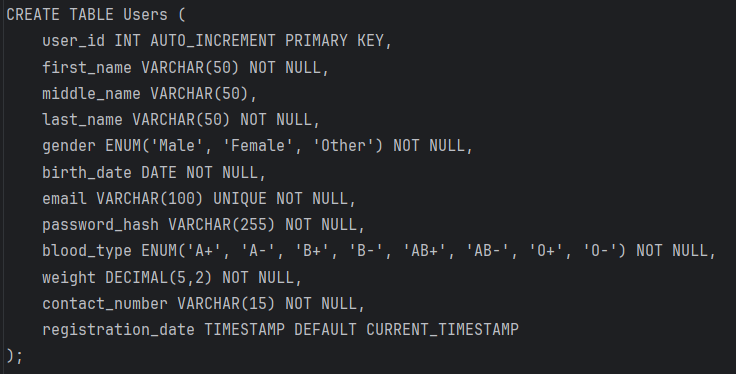 CREATE TABLE Users (
    user_id INT AUTO_INCREMENT PRIMARY KEY,
    first_name VARCHAR(50) NOT NULL,
    middle_name VARCHAR(50),
    last_name VARCHAR(50) NOT NULL,
    gender ENUM('Male', 'Female', 'Other') NOT NULL,
    birth_date DATE NOT NULL,
    email VARCHAR(100) UNIQUE NOT NULL,
    password_hash VARCHAR(255) NOT NULL,
    blood_type ENUM('A+', 'A-', 'B+', 'B-', 'AB+', 'AB-', 'O+', 'O-') NOT NULL,
    weight DECIMAL(5,2) NOT NULL,
    contact_number VARCHAR(15) NOT NULL,
    registration_date TIMESTAMP DEFAULT CURRENT_TIMESTAMP
);